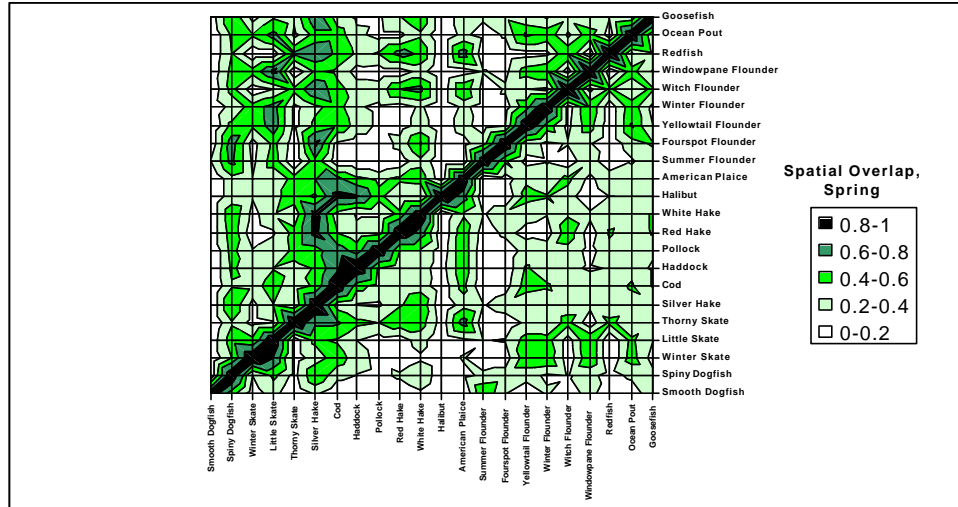 Goosefish
Ocean Pout
Redfish
Windowpane Flounder
Witch Flounder
Winter Flounder
Yellowtail Flounder
Fourspot Flounder
Summer Flounder
American Plaice
Halibut
White Hake
Red Hake
Pollock
Haddock
Cod
Silver Hake
Thorny Skate
Little Skate
Winter Skate
Spiny Dogfish
Smooth Dogfish
Smooth Dogfish
Spiny Dogfish
Winter Skate
Little Skate
Thorny Skate
Silver Hake
Cod
Haddock
Pollock
Red Hake
White Hake
Halibut
American Plaice
Summer Flounder
Fourspot Flounder
Yellowtail Flounder
Winter Flounder
Witch Flounder
Windowpane Flounder
Redfish
Ocean Pout
Goosefish
Spatial Overlap,
Spring
0.8-1
0.6-0.8
0.4-0.6
0.2-0.4
0-0.2